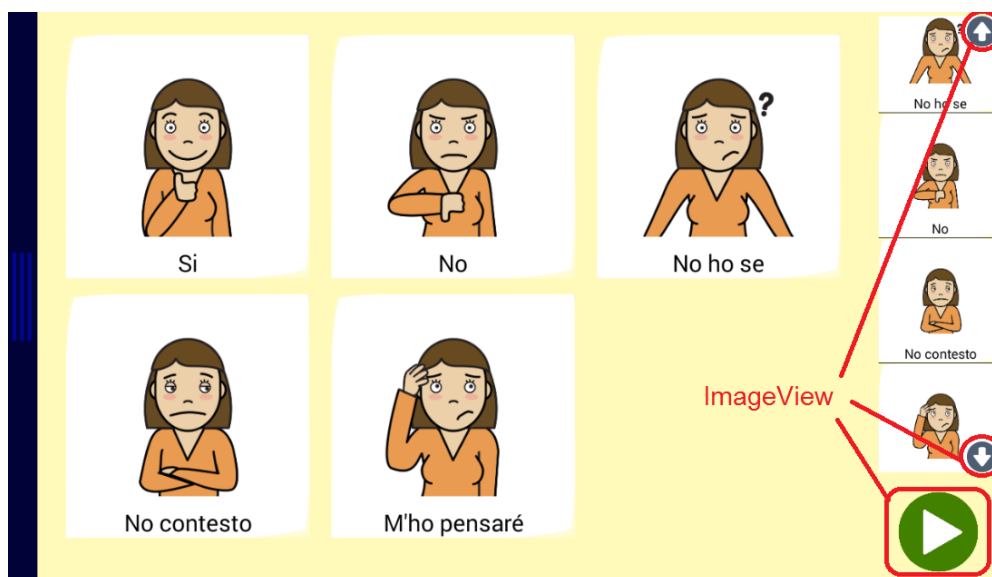 Si
No
No ho se
No contesto
M'ho pensaré
?
No ho se
No
No contesto
ImageView